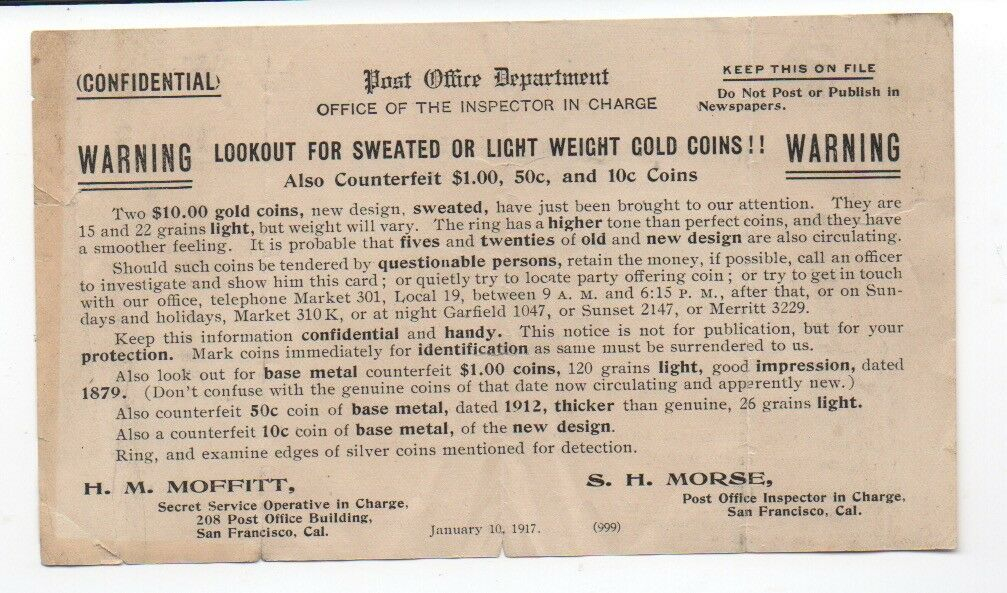 (CONFIDENTIAL)
Post Office Department
OFFICE OF THE INSPECTOR IN CHARGE
KEEP THIS ON FILE
Do Not Post or Publish in
Newspapers.
WARNING LOOKOUT FOR SWEATED OR LIGHT WEIGHT GOLD COINS!! WARNING
Also Counterfeit $1.00, 50c, and 10c Coins
Two $10.00 gold coins, new design, sweated, have just been brought to our attention. They are
15 and 22 grains light, but weight will vary. The ring has a higher tone than perfect coins, and they have
a smoother feeling. It is probable that fives and twenties of old and new design are also circulating.
Should such coins be tendered by questionable persons, retain the money, if possible, call an officer
to investigate and show him this card; or quietly try to locate party offering coin; or try to get in touch
with our office, telephone Market 301, Local 19, between 9 A. M. and 6:15 P. M., after that, or on Sun-
days and holidays, Market 310 K, or at night Garfield 1047, or Sunset 2147, or Merritt 3229.
Keep this information confidential and handy. This notice is not for publication, but for your
protection. Mark coins immediately for identification as same must be surrendered to us.
Also look out for base metal counterfeit $1.00 coins, 120 grains light, good impression, dated
1879. (Don't confuse with the genuine coins of that date now circulating and apparently new.)
Also counterfeit 50c coin of base metal, dated 1912, thicker than genuine, 26 grains light.
Also a counterfeit 10c coin of base metal, of the new design.
Ring, and examine edges of silver coins mentioned for detection.
H. M. MOFFITT,
Secret Service Operative in Charge,
208 Post Office Building,
San Francisco, Cal.
January 10, 1917. (999)
S. H. MORSE,
Post Office Inspector in Charge,
San Francisco, Cal.